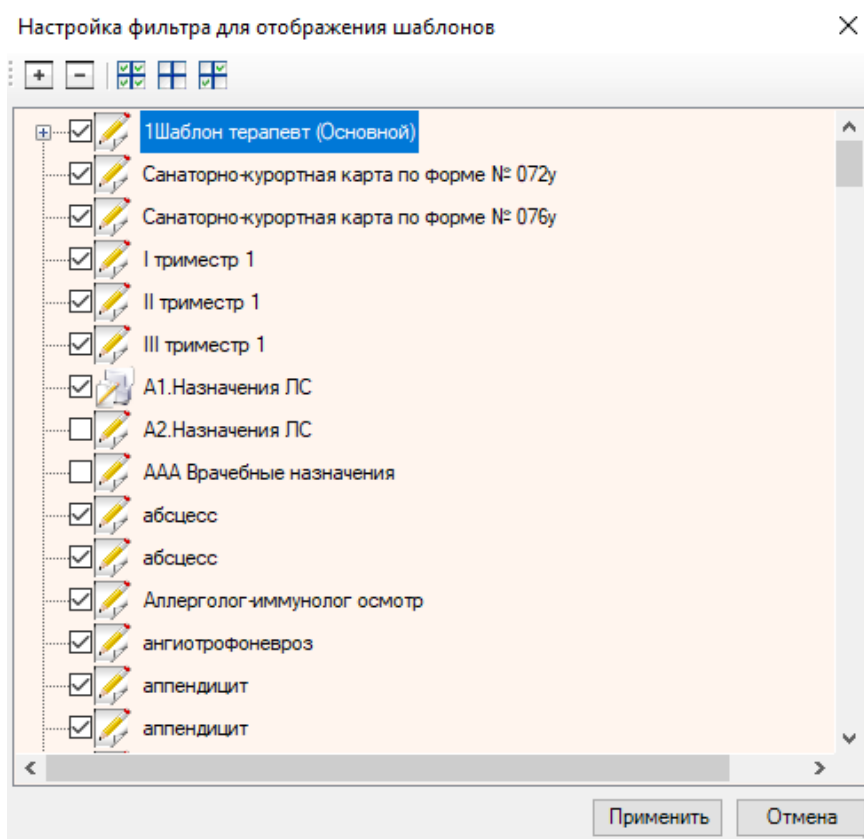 Настройка фильтра для отображения шаблонов
1Шаблон терапевт (Основной)
Санаторно-курортная карта по форме № 072у
Санаторно-курортная карта по форме № 076у
I триместр 1
II триместр 1
III триместр 1
А1.Назначения ЛС
А2.Назначения ЛС
ААА Врачебные назначения
абсцесс
абсцесс
Аллерголог-иммунолог осмотр
ангиотрофоневроз
аппендицит
аппендицит
Применить Отмена